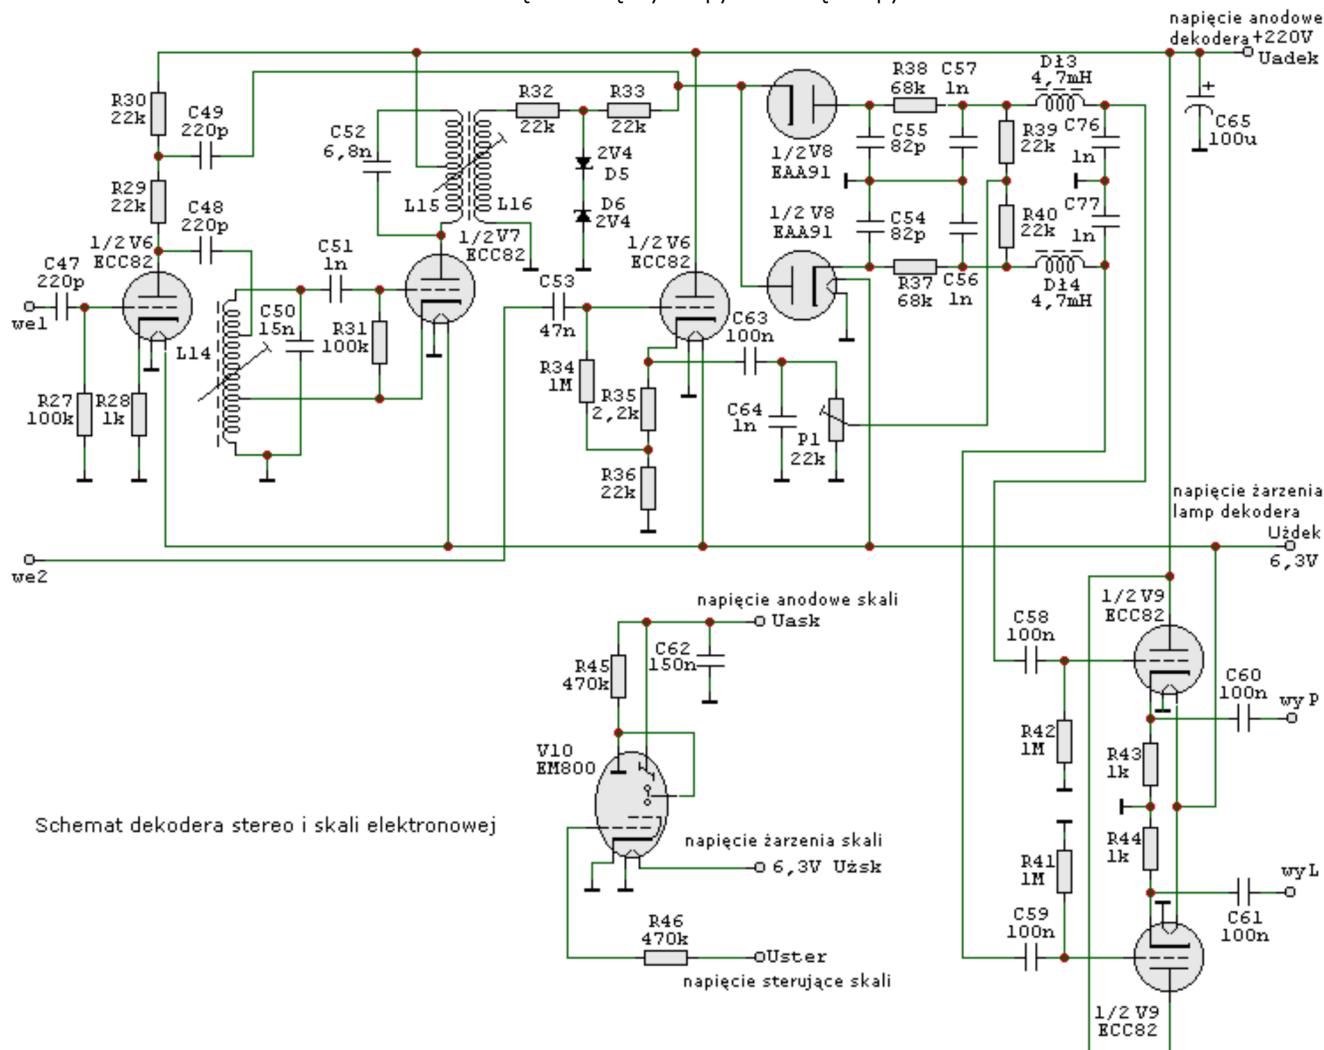 napięcie anodowe
dekodera +220V
Uadek
R30
22k
C49
220p
R29
22k
C48
220p
1/2 V6
ECC82
C47
220p
we1
R27
100k
R28
1k
L14
C50
15n
C51
1n
R31
100k
C52
6,8n
L15
L16
1/2 V7
ECC82
R32
22k
R33
22k
2V4
D5
D6
2V4
1/2 V6
ECC82
C53
47n
R34
1M
R35
2,2k
R36
22k
C63
100n
C64
1n
P1
22k
1/2 V8
EAA91
1/2 V8
EAA91
R38
68k
C57
1n
C55
82p
C54
82p
R37
68k
C56
1n
Dł3
4,7mH
R39
22k
C76
1n
C77
1n
R40
22k
Dł4
4,7mH
+
C65
100u
napięcie żarzenia
lamp dekodera
Użdek
6,3V
we2
napięcie anodowe skali
Uask
R45
470k
C62
150n
V10
EM800
Schemat dekodera stereo i skali elektronowej
napięcie żarzenia skali
6,3V Użsk
R46
470k
Uster
napięcie sterujące skali
1/2 V9
ECC82
C58
100n
C60
100n
wyP
R42
1M
R43
1k
R44
1k
R41
1M
C59
100n
wyL
C61
100n
1/2 V9
ECC82